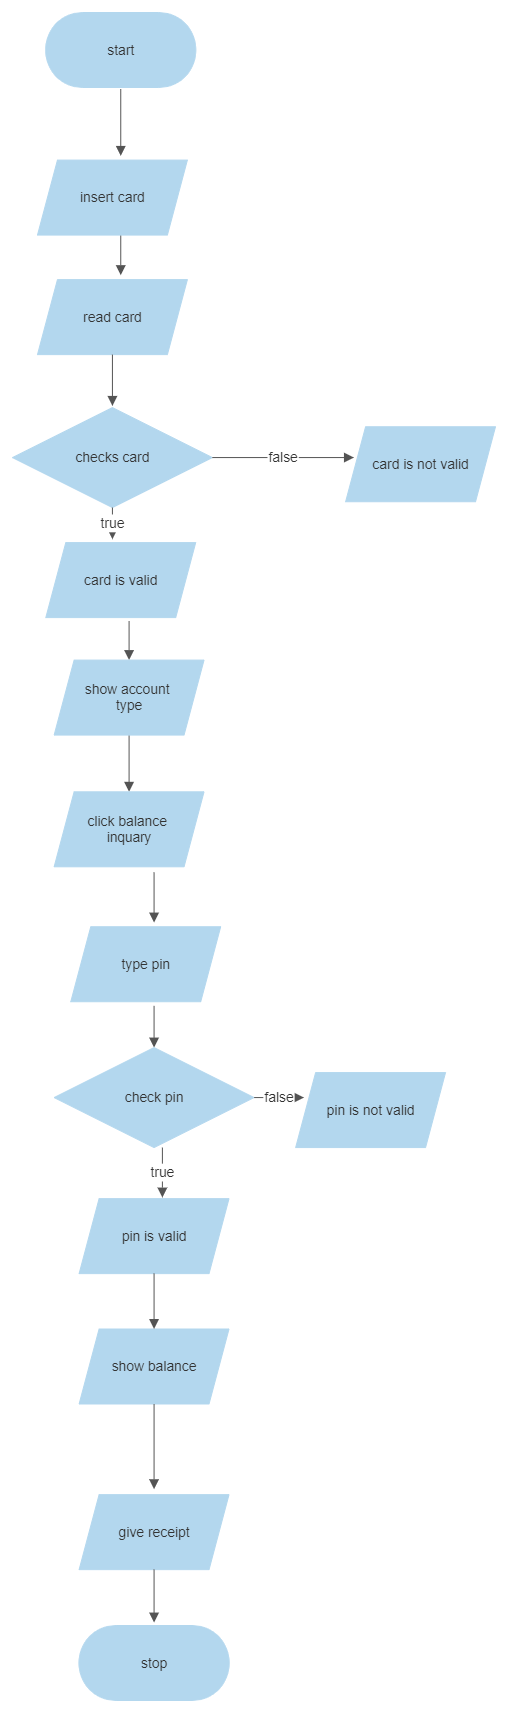 start
insert card
read card
checks card
false
card is not valid
true
card is valid
show account
type
click balance
inquary
type pin
check pin
false
pin is not valid
true
pin is valid
show balance
give receipt
stop